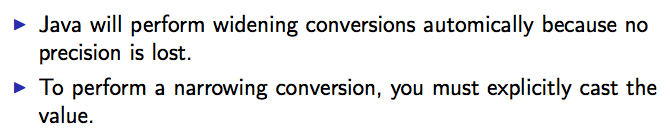 ▶ Java will perform widening conversions automically because no
precision is lost.
▶ To perform a narrowing conversion, you must explicitly cast the
value.